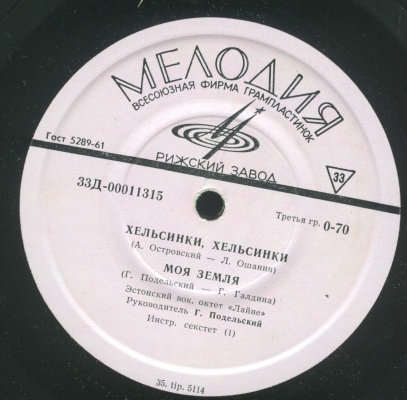 МЕЛОДИЯ
ВСЕСОЮЗНАЯ ФИРМА ГРАМПЛАСТИНОК
Гост 5289-61
РИЖСКИЙ ЗАВОД
33
33Д-00011315
Третья гр. 0-70
ХЕЛЬСИНКИ, ХЕЛЬСИНКИ
(А. Островский — Л. Ошанин)
МОЯ ЗЕМЛЯ
(Г. Подельский — Г. Галдина)
Эстонский вок. октет «Лайне»
Руководитель Г. Подельский
Инстр. секстет (1)
35. tip. 5114